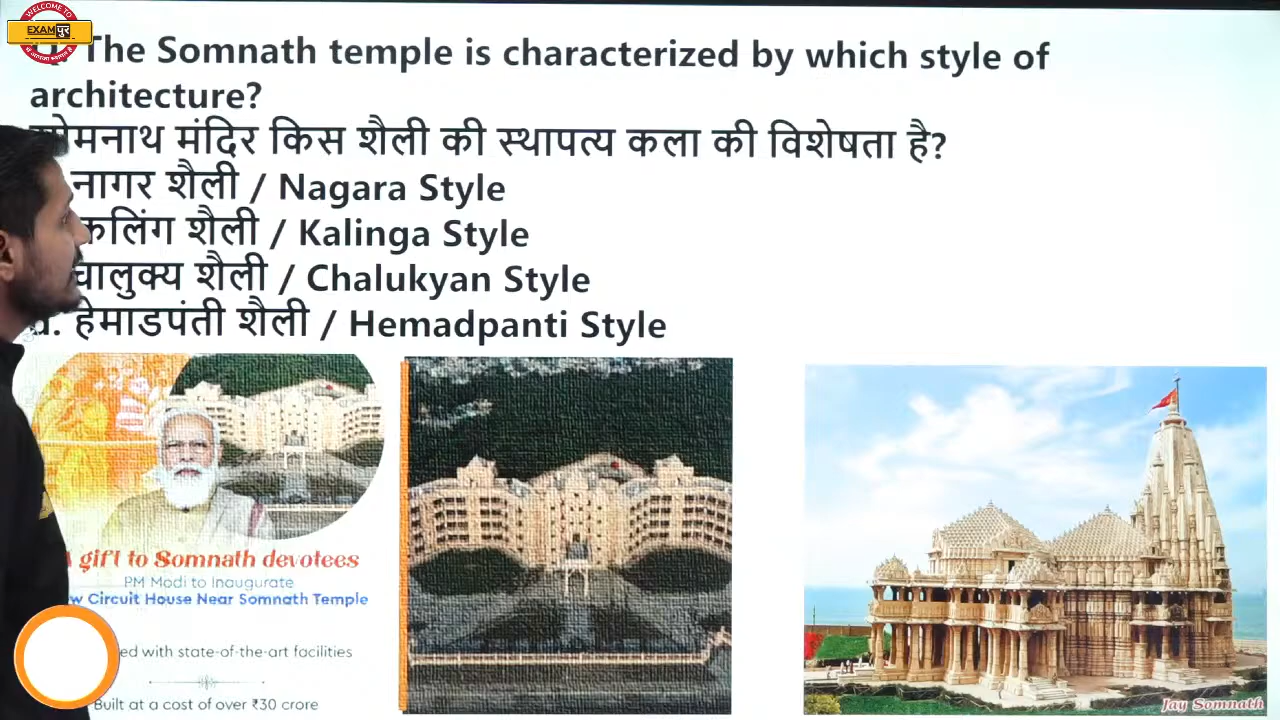 WELCOME TO
EXAMपुर
The Somnath temple is characterized by which style of
architecture?
सोमनाथ मंदिर किस शैली की स्थापत्य कला की विशेषता है?
नागर शैली / Nagara Style
कलिंग शैली / Kalinga Style
चालुक्य शैली / Chalukyan Style
d. हेमाडपंती शैली / Hemadpanti Style
gift to Somnath devotees
PM Modi to Inaugurate
Circuit House Near Somnath Temple
with state-of-the-art facilities
Built at a cost of over ₹30 crore
Jay Somnath